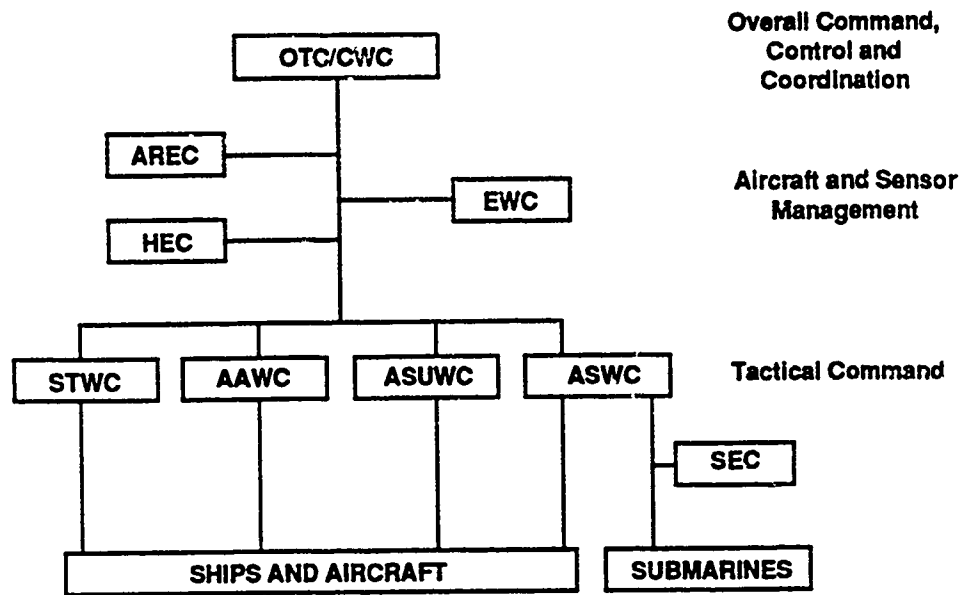 OTC/CWC
Overall Command,
Control and
Coordination
AREC
EWC
HEC
Aircraft and Sensor
Management
STWC
AAWC
ASUWC
ASWC
Tactical Command
SEC
SHIPS AND AIRCRAFT
SUBMARINES